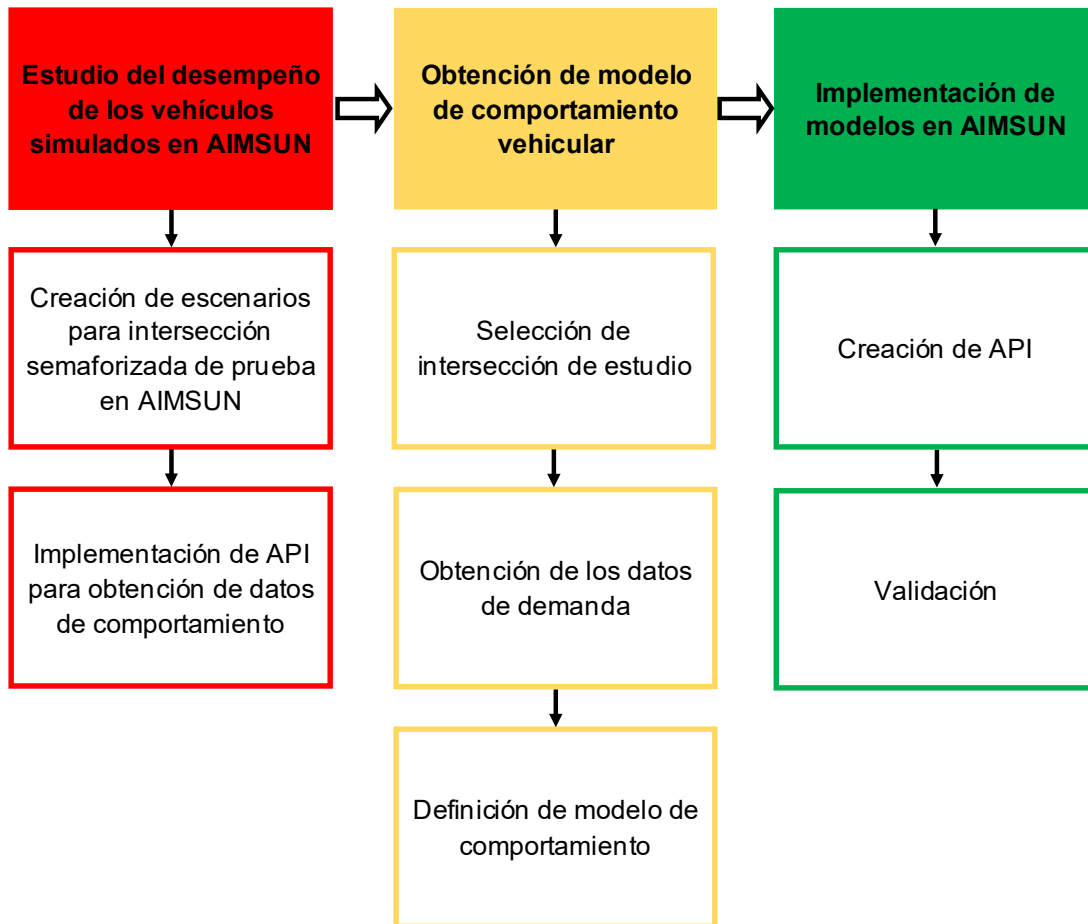 Estudio del desempeño
de los vehículos
simulados en AIMSUN
Obtención de modelo
de comportamiento
vehicular
Implementación de
modelos en AIMSUN
Creación de escenarios
para intersección
semaforizada de prueba
en AIMSUN
Selección de
intersección de estudio
Creación de API
Implementación de API
para obtención de datos
de comportamiento
Obtención de los datos
de demanda
Validación
Definición de modelo de
comportamiento